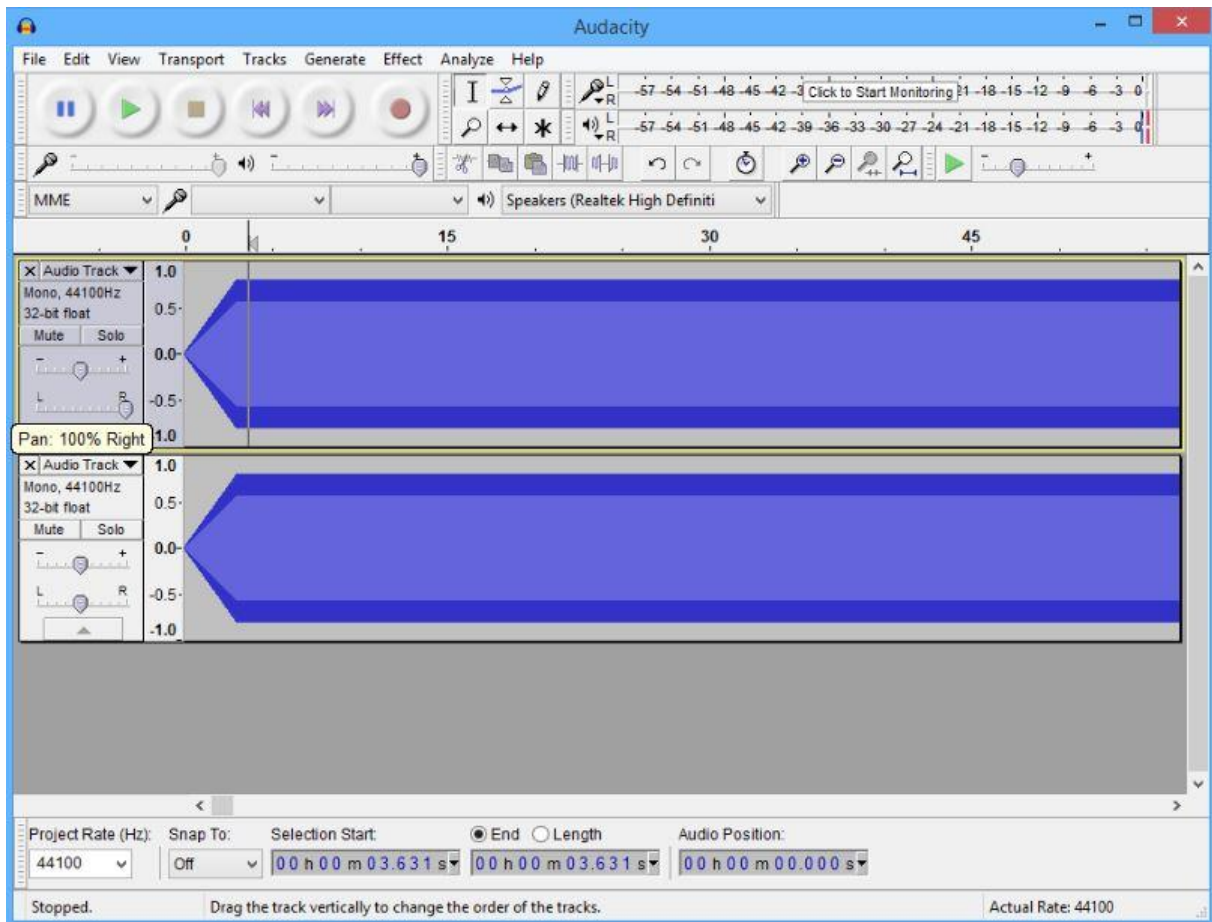 Audacity
File Edit View Transport Tracks Generate Effect Analyze Help
L
R
-57 -54 -51 -48 -45 -42 -3 Click to Start Monitoring 21 -18 -15 -12 -9 -6 -3 0
L
R
-57 -54 -51 -48 -45 -42 -39 -36 -33 -30 -27 -24 -21 -18 -15 -12 -9 -6 -3 0
- +
MME Speakers (Realtek High Definiti
0 15 30 45
X Audio Track 1.0
Mono, 44100Hz
32-bit float 0.5
Mute Solo
- + 0.0
L R -0.5
Pan: 100% Right 1.0
X Audio Track 1.0
Mono, 44100Hz
32-bit float 0.5
Mute Solo
- + 0.0
L R -0.5
-1.0
Project Rate (Hz): Snap To: Selection Start: End Length Audio Position:
44100 Off 00 h 00 m 03.631 s 00 h 00 m 03.631 s 00 h 00 m 00.000 s
Stopped. Drag the track vertically to change the order of the tracks. Actual Rate: 44100